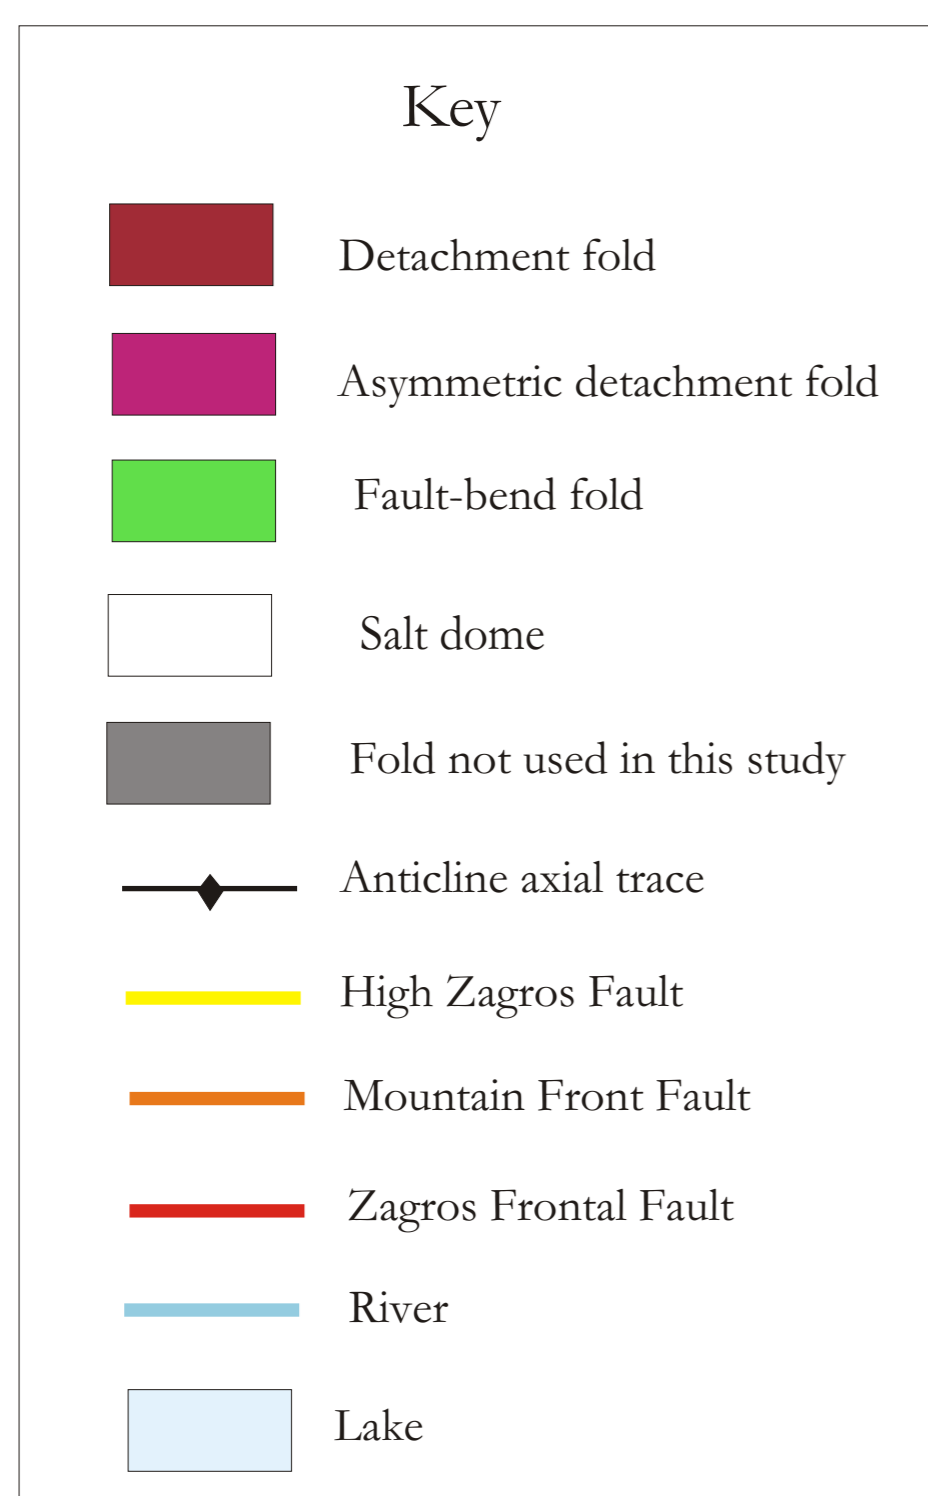 Key
Detachment fold
Asymmetric detachment fold
Fault-bend fold
Salt dome
Fold not used in this study
Anticline axial trace
High Zagros Fault
Mountain Front Fault
Zagros Frontal Fault
River
Lake